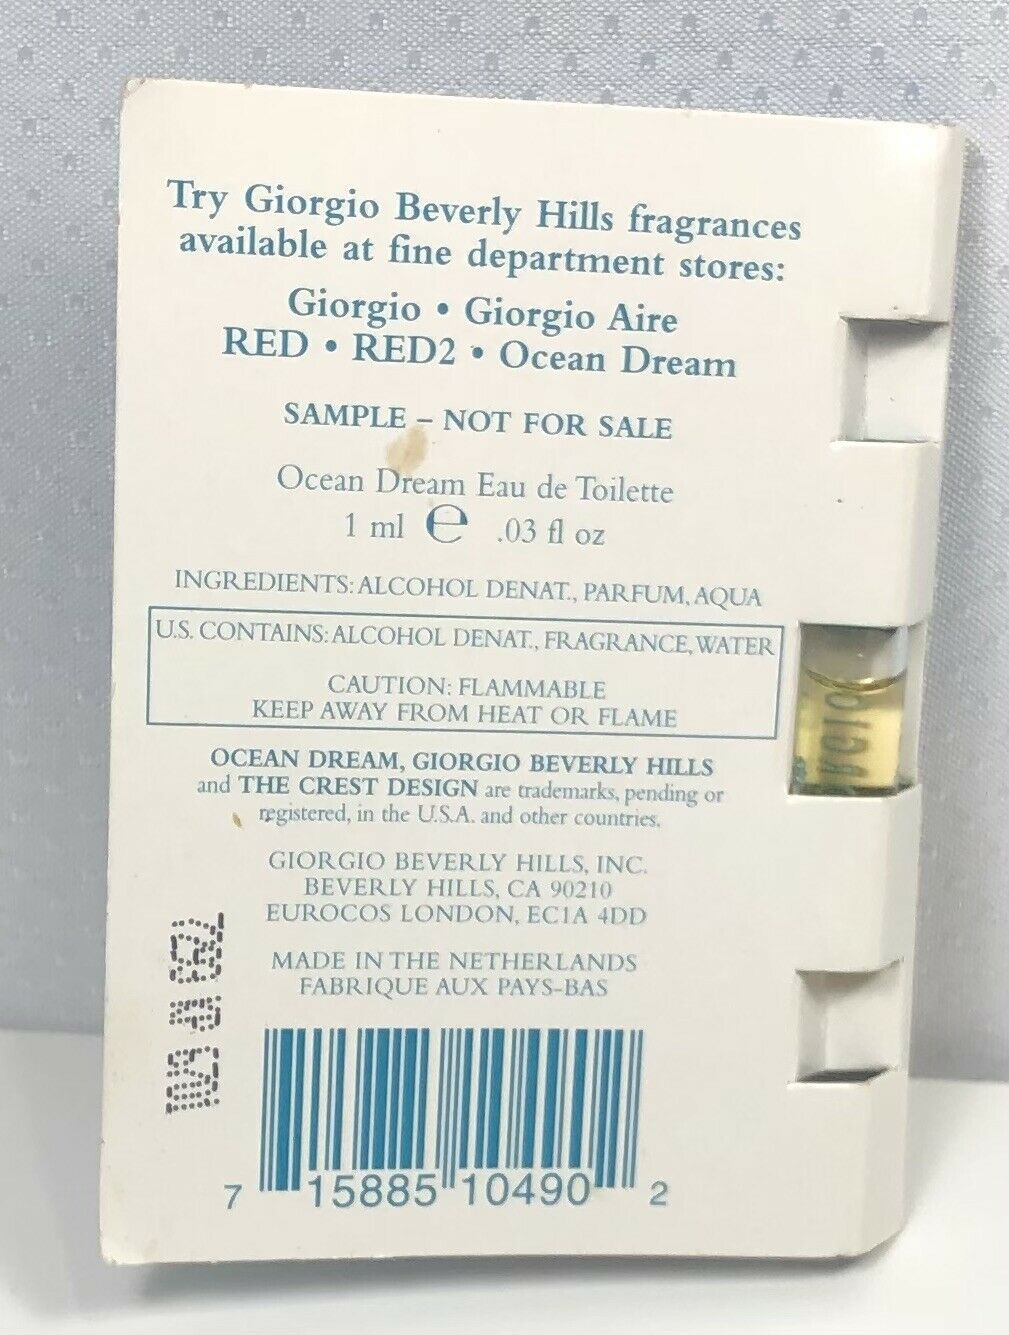 Try Giorgio Beverly Hills fragrances
available at fine department stores:
Giorgio • Giorgio Aire
RED • RED2 • Ocean Dream
SAMPLE – NOT FOR SALE
Ocean Dream Eau de Toilette
1 ml ℮ .03 fl oz
INGREDIENTS: ALCOHOL DENAT., PARFUM, AQUA
U.S. CONTAINS: ALCOHOL DENAT., FRAGRANCE, WATER
CAUTION: FLAMMABLE
KEEP AWAY FROM HEAT OR FLAME
OCEAN DREAM, GIORGIO BEVERLY HILLS
and THE CREST DESIGN are trademarks, pending or
registered, in the U.S.A. and other countries.
GIORGIO BEVERLY HILLS, INC.
BEVERLY HILLS, CA 90210
EUROCOS LONDON, EC1A 4DD
MADE IN THE NETHERLANDS
FABRIQUE AUX PAYS-BAS
7 15885 10490 2